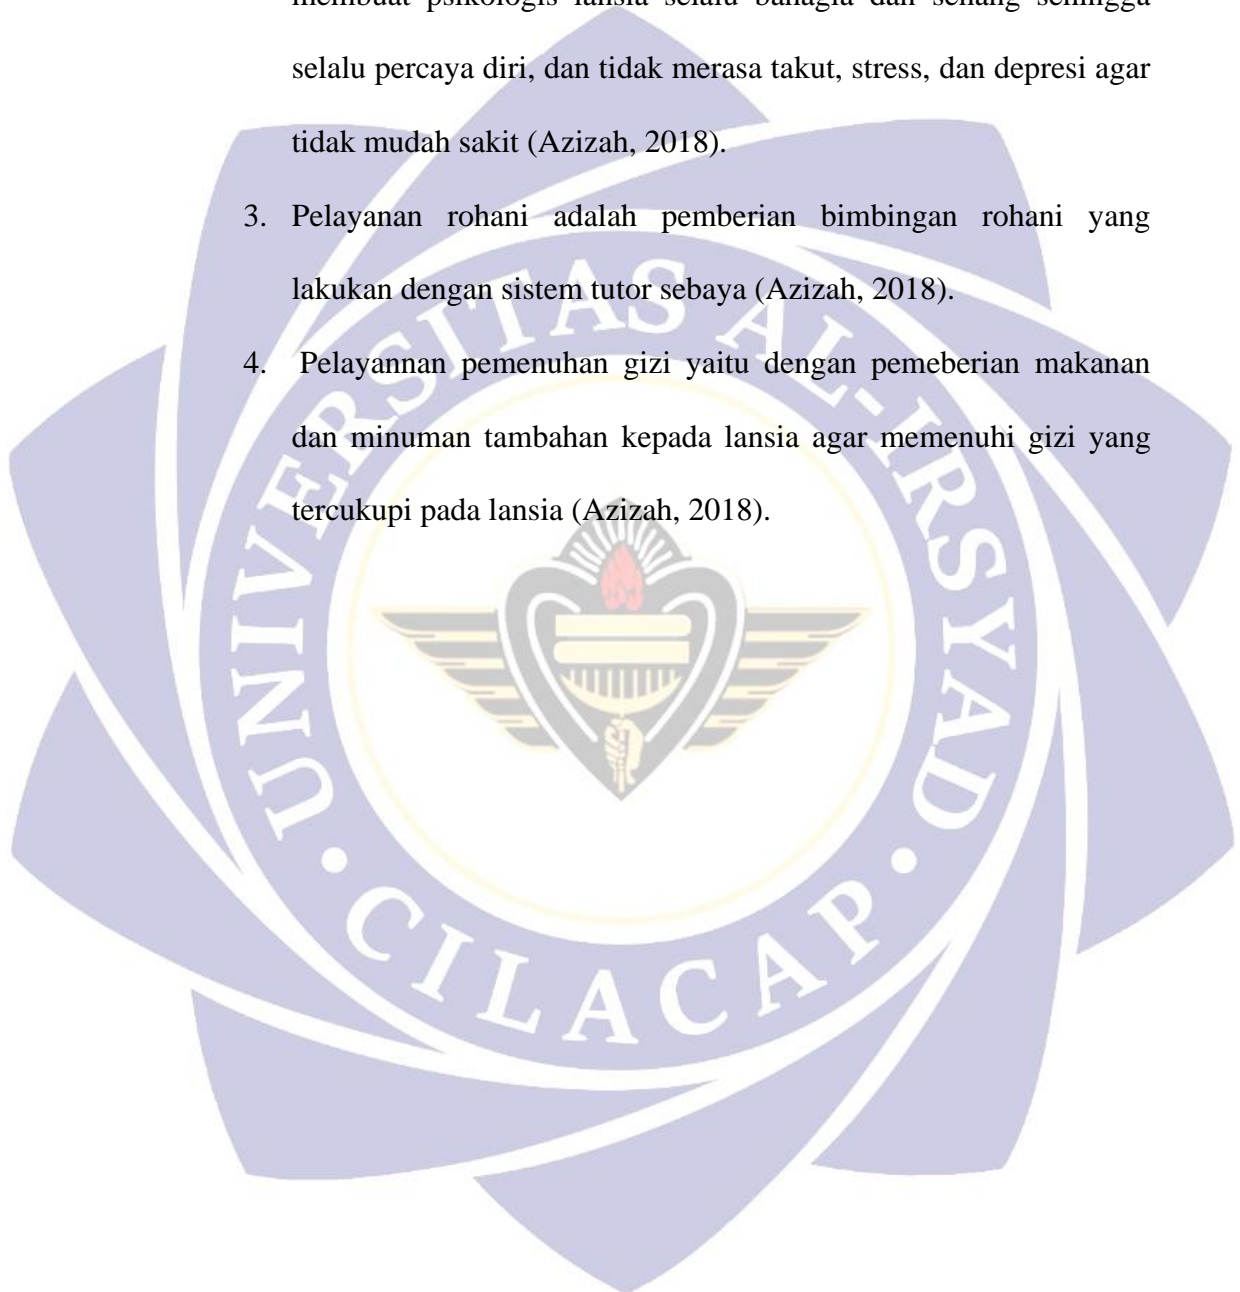 membuat psikologis lansia selalu bahagia dan senang sehingga
selalu percaya diri, dan tidak merasa takut, stress, dan depresi agar
tidak mudah sakit (Azizah, 2018).
3. Pelayanan rohani adalah pemberian bimbingan rohani yang
lakukan dengan sistem tutor sebaya (Azizah, 2018).
4. Pelayannan pemenuhan gizi yaitu dengan pemeberian makanan
dan minuman tambahan kepada lansia agar memenuhi gizi yang
tercukupi pada lansia (Azizah, 2018).
UNIVERSITAS AL-IRSYAD
CILACAP